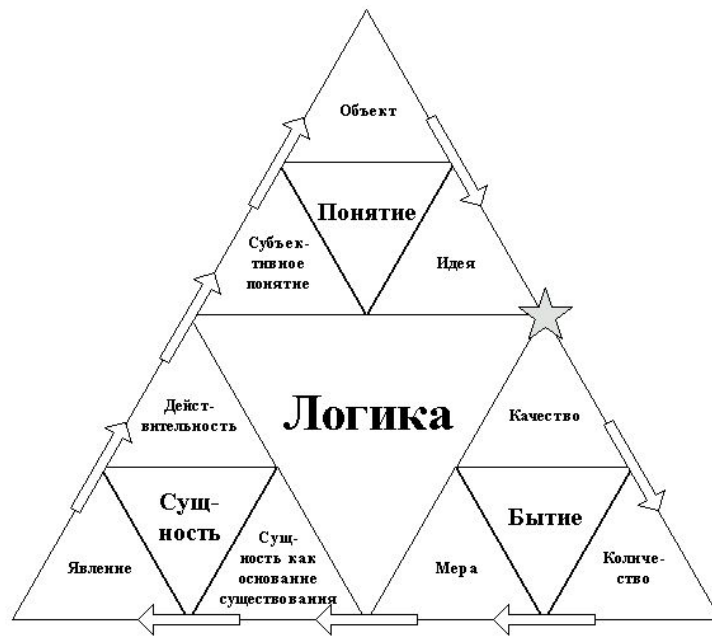 Объект
Понятие
Субъек-
тивное
понятие
Идея
Логика
Дейст-
вительность
Качество
Сущ-
ность
Бытие
Явление
Сущ-
ность как
основание
существования
Мера
Количе-
ство